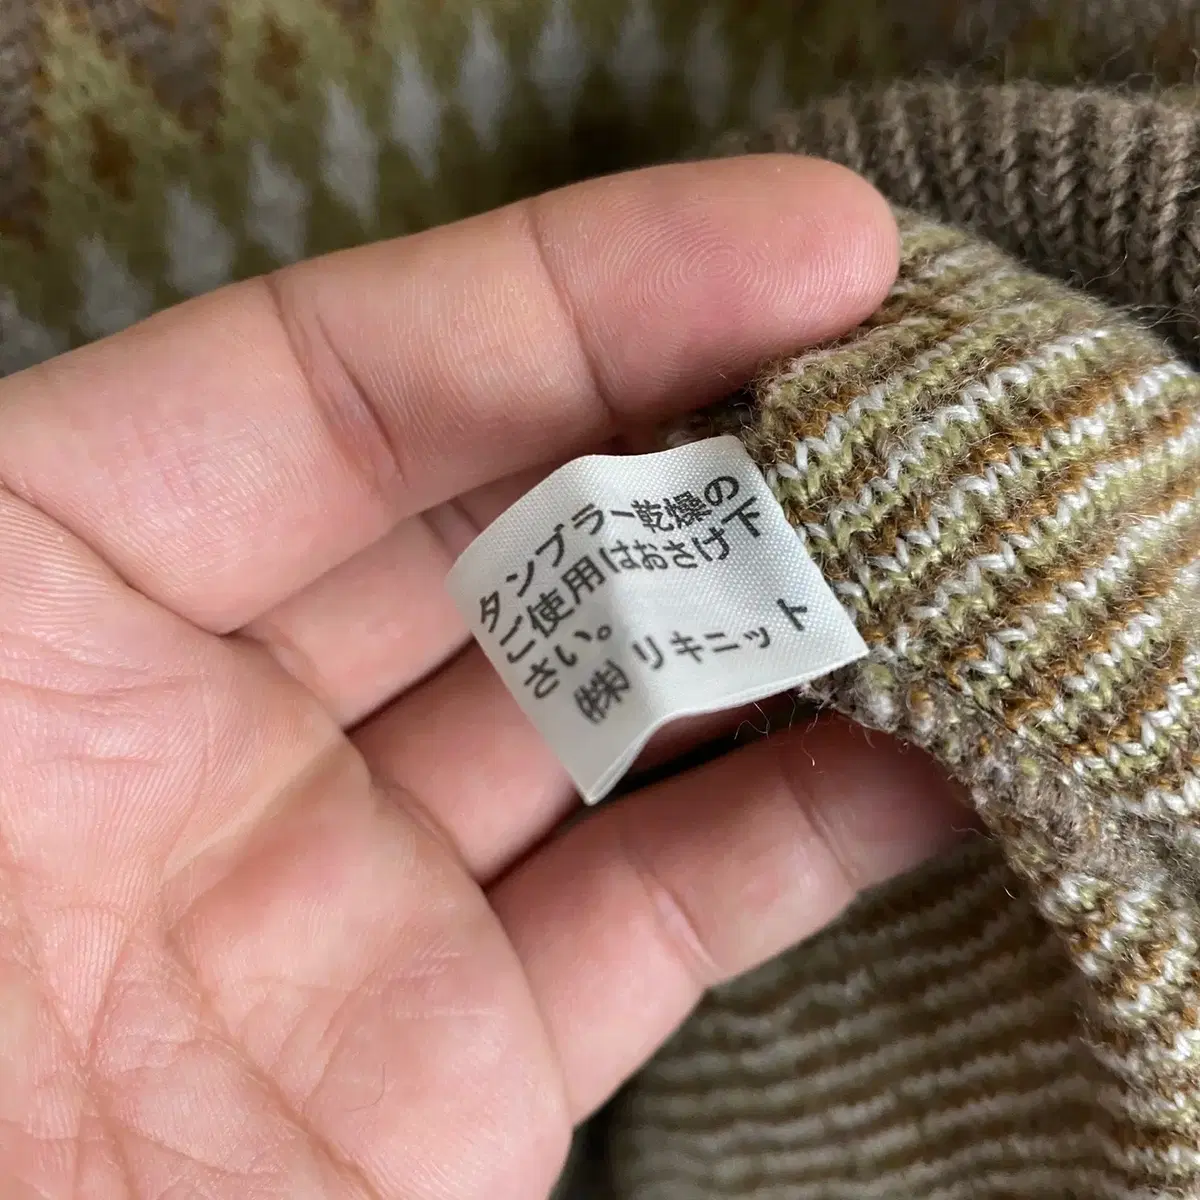 タンブラー乾燥の
ご使用はおさけ下
さい。
㈱リキニット